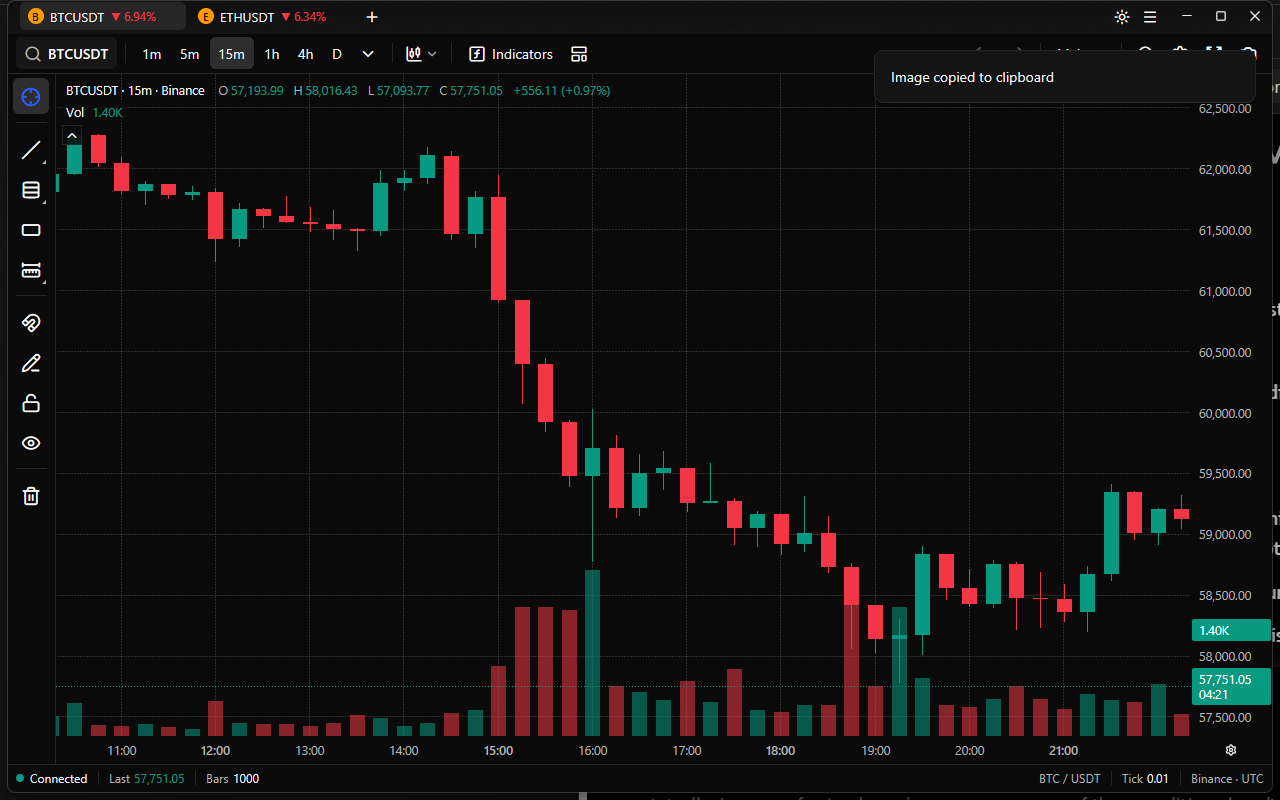 B BTCUSDT ▼ 6.94% E ETHUSDT ▼ 6.34% +
BTCUSDT 1m 5m 15m 1h 4h D Indicators
Image copied to clipboard
BTCUSDT · 15m · Binance O 57,193.99 H 58,016.43 L 57,093.77 C 57,751.05 +556.11 (+0.97%)
Vol 1.40K
62,500.00
62,000.00
61,500.00
61,000.00
60,500.00
60,000.00
59,500.00
59,000.00
58,500.00
1.40K
58,000.00
57,751.05
04:21
57,500.00
11:00 12:00 13:00 14:00 15:00 16:00 17:00 18:00 19:00 20:00 21:00
Connected Last 57,751.05 Bars 1000 BTC / USDT Tick 0.01 Binance · UTC